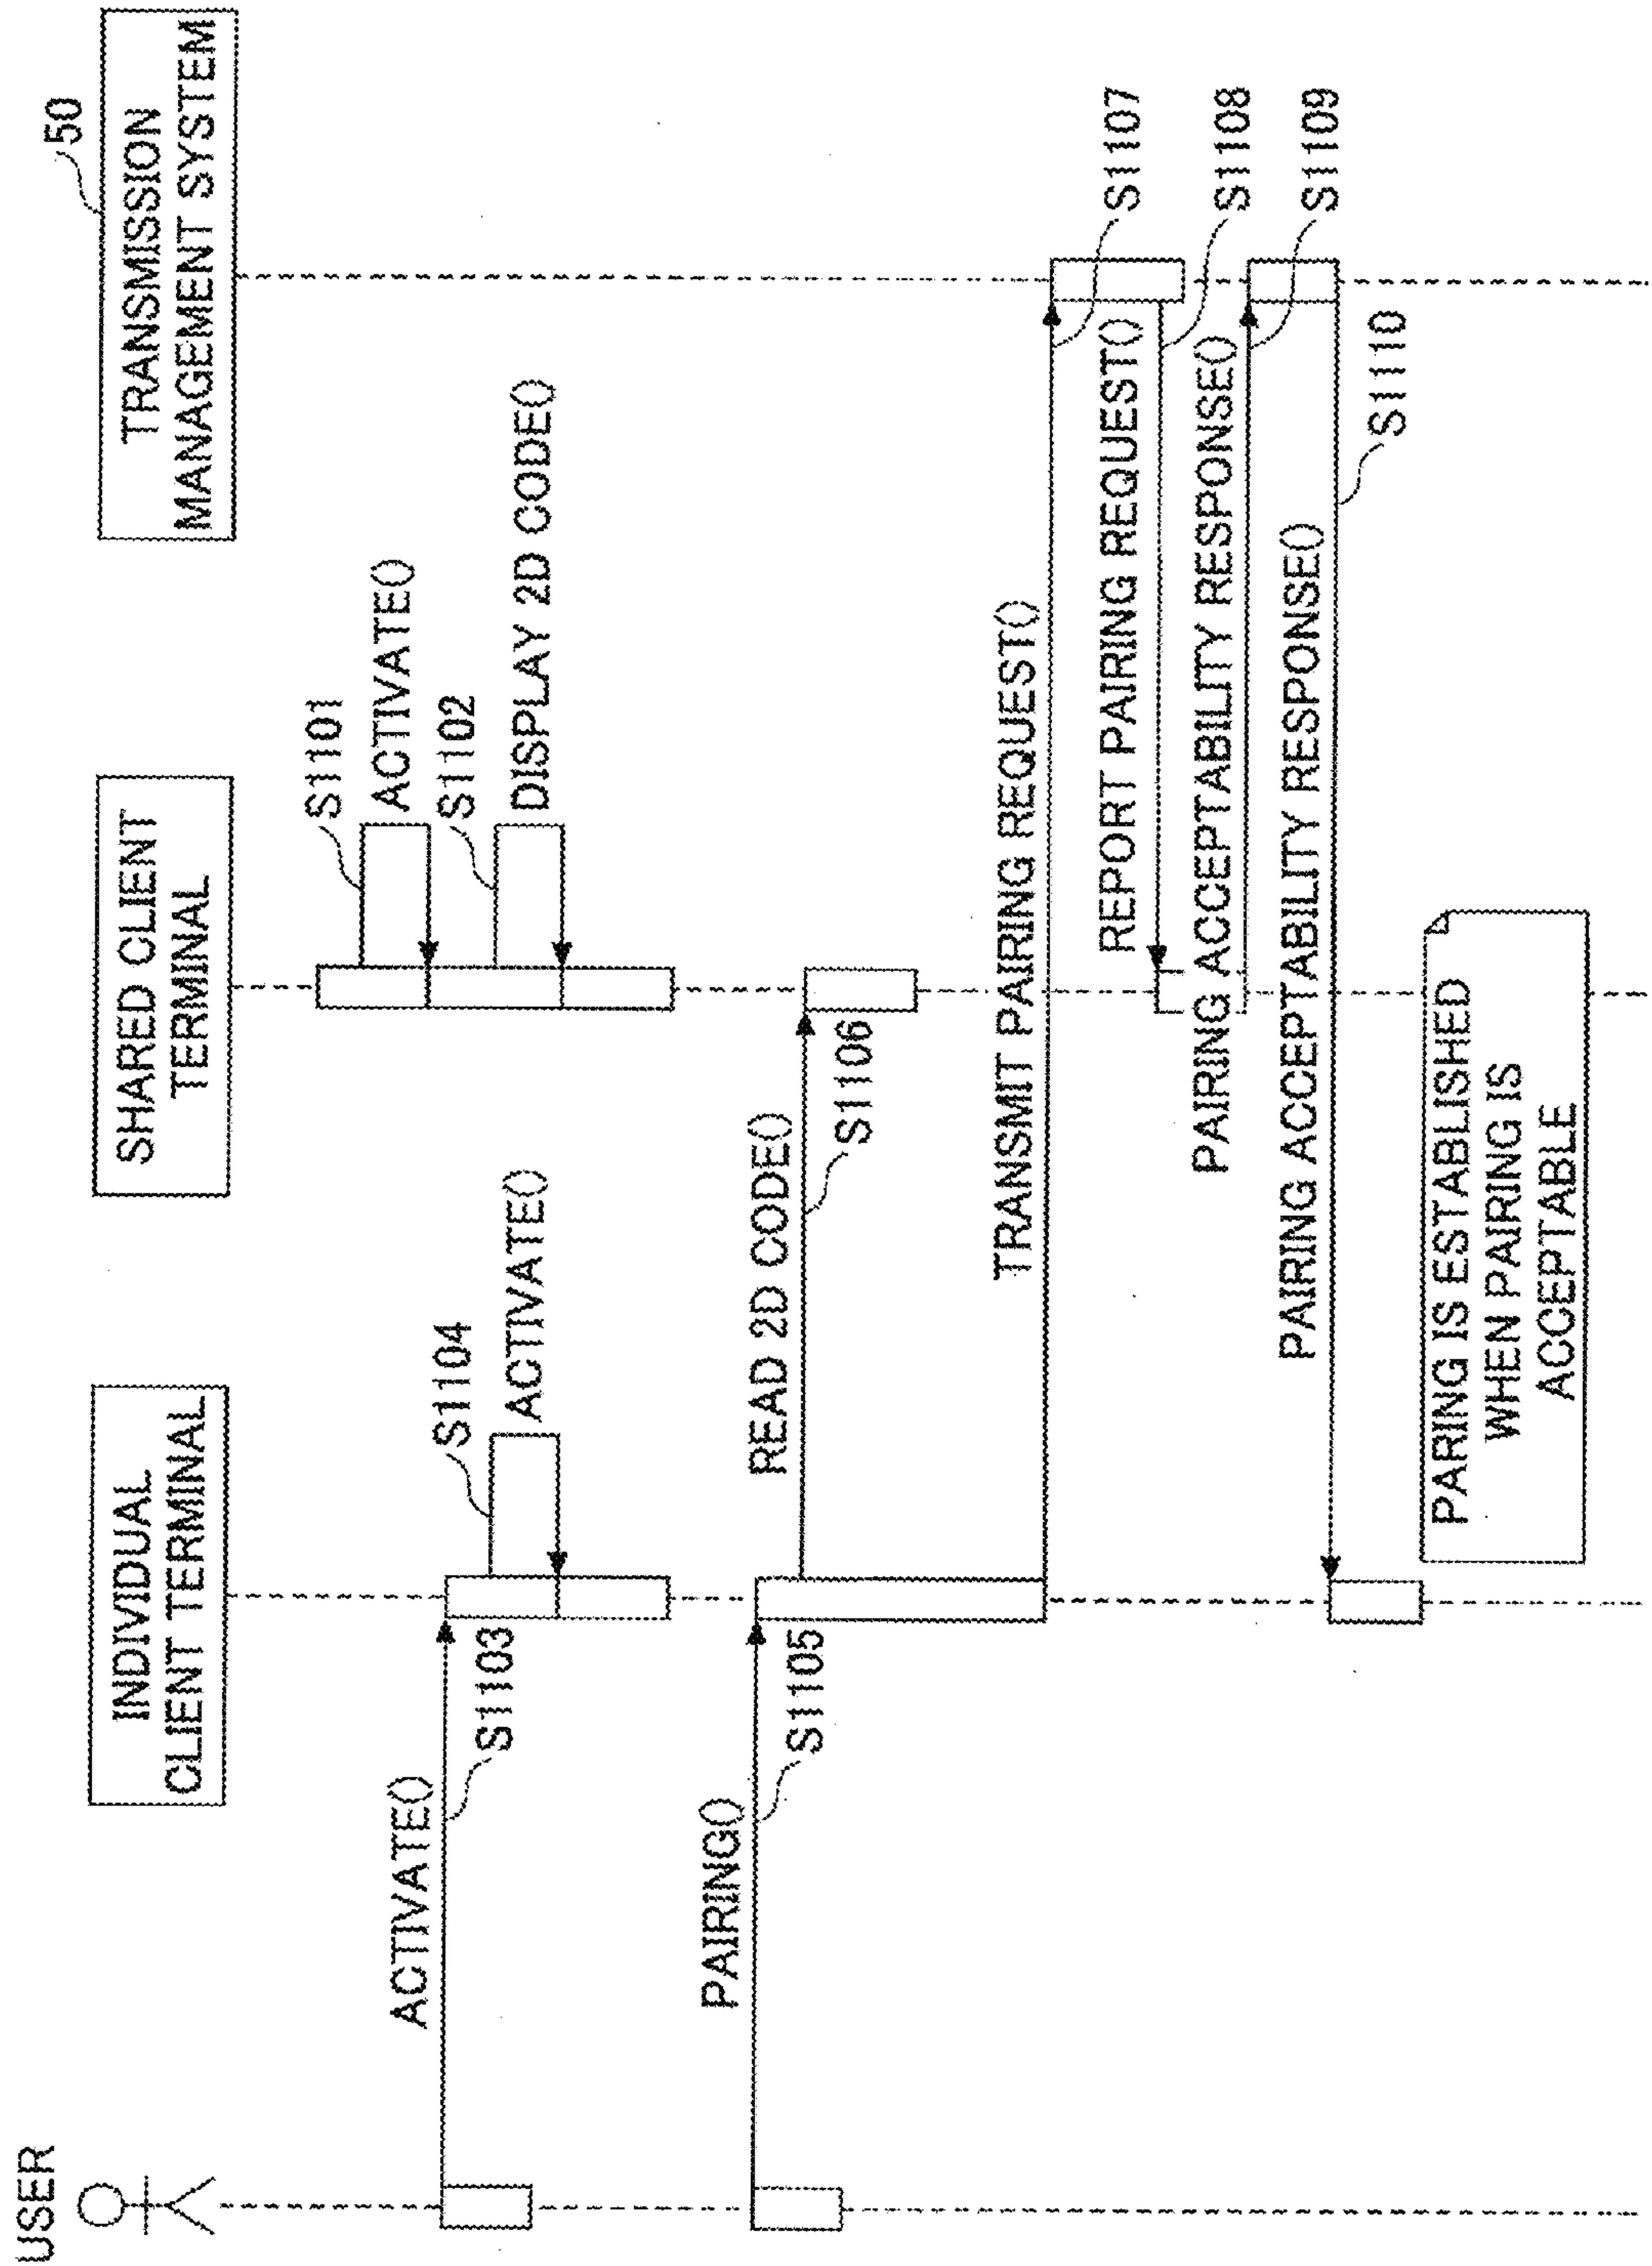 USER
INDIVIDUAL
CLIENT TERMINAL
SHARED CLIENT
TERMINAL
50
TRANSMISSION
MANAGEMENT SYSTEM
S1101
ACTIVATE()
S1102
DISPLAY 2D CODE()
ACTIVATE()
S1103
S1104
ACTIVATE()
PAIRING()
S1105
READ 2D CODE()
S1106
TRANSMIT PAIRING REQUEST()
S1107
REPORT PAIRING REQUEST()
S1108
PAIRING ACCEPTABILITY RESPONSE()
S1109
PAIRING ACCEPTABILITY RESPONSE()
S1110
PARING IS ESTABLISHED
WHEN PAIRING IS
ACCEPTABLE